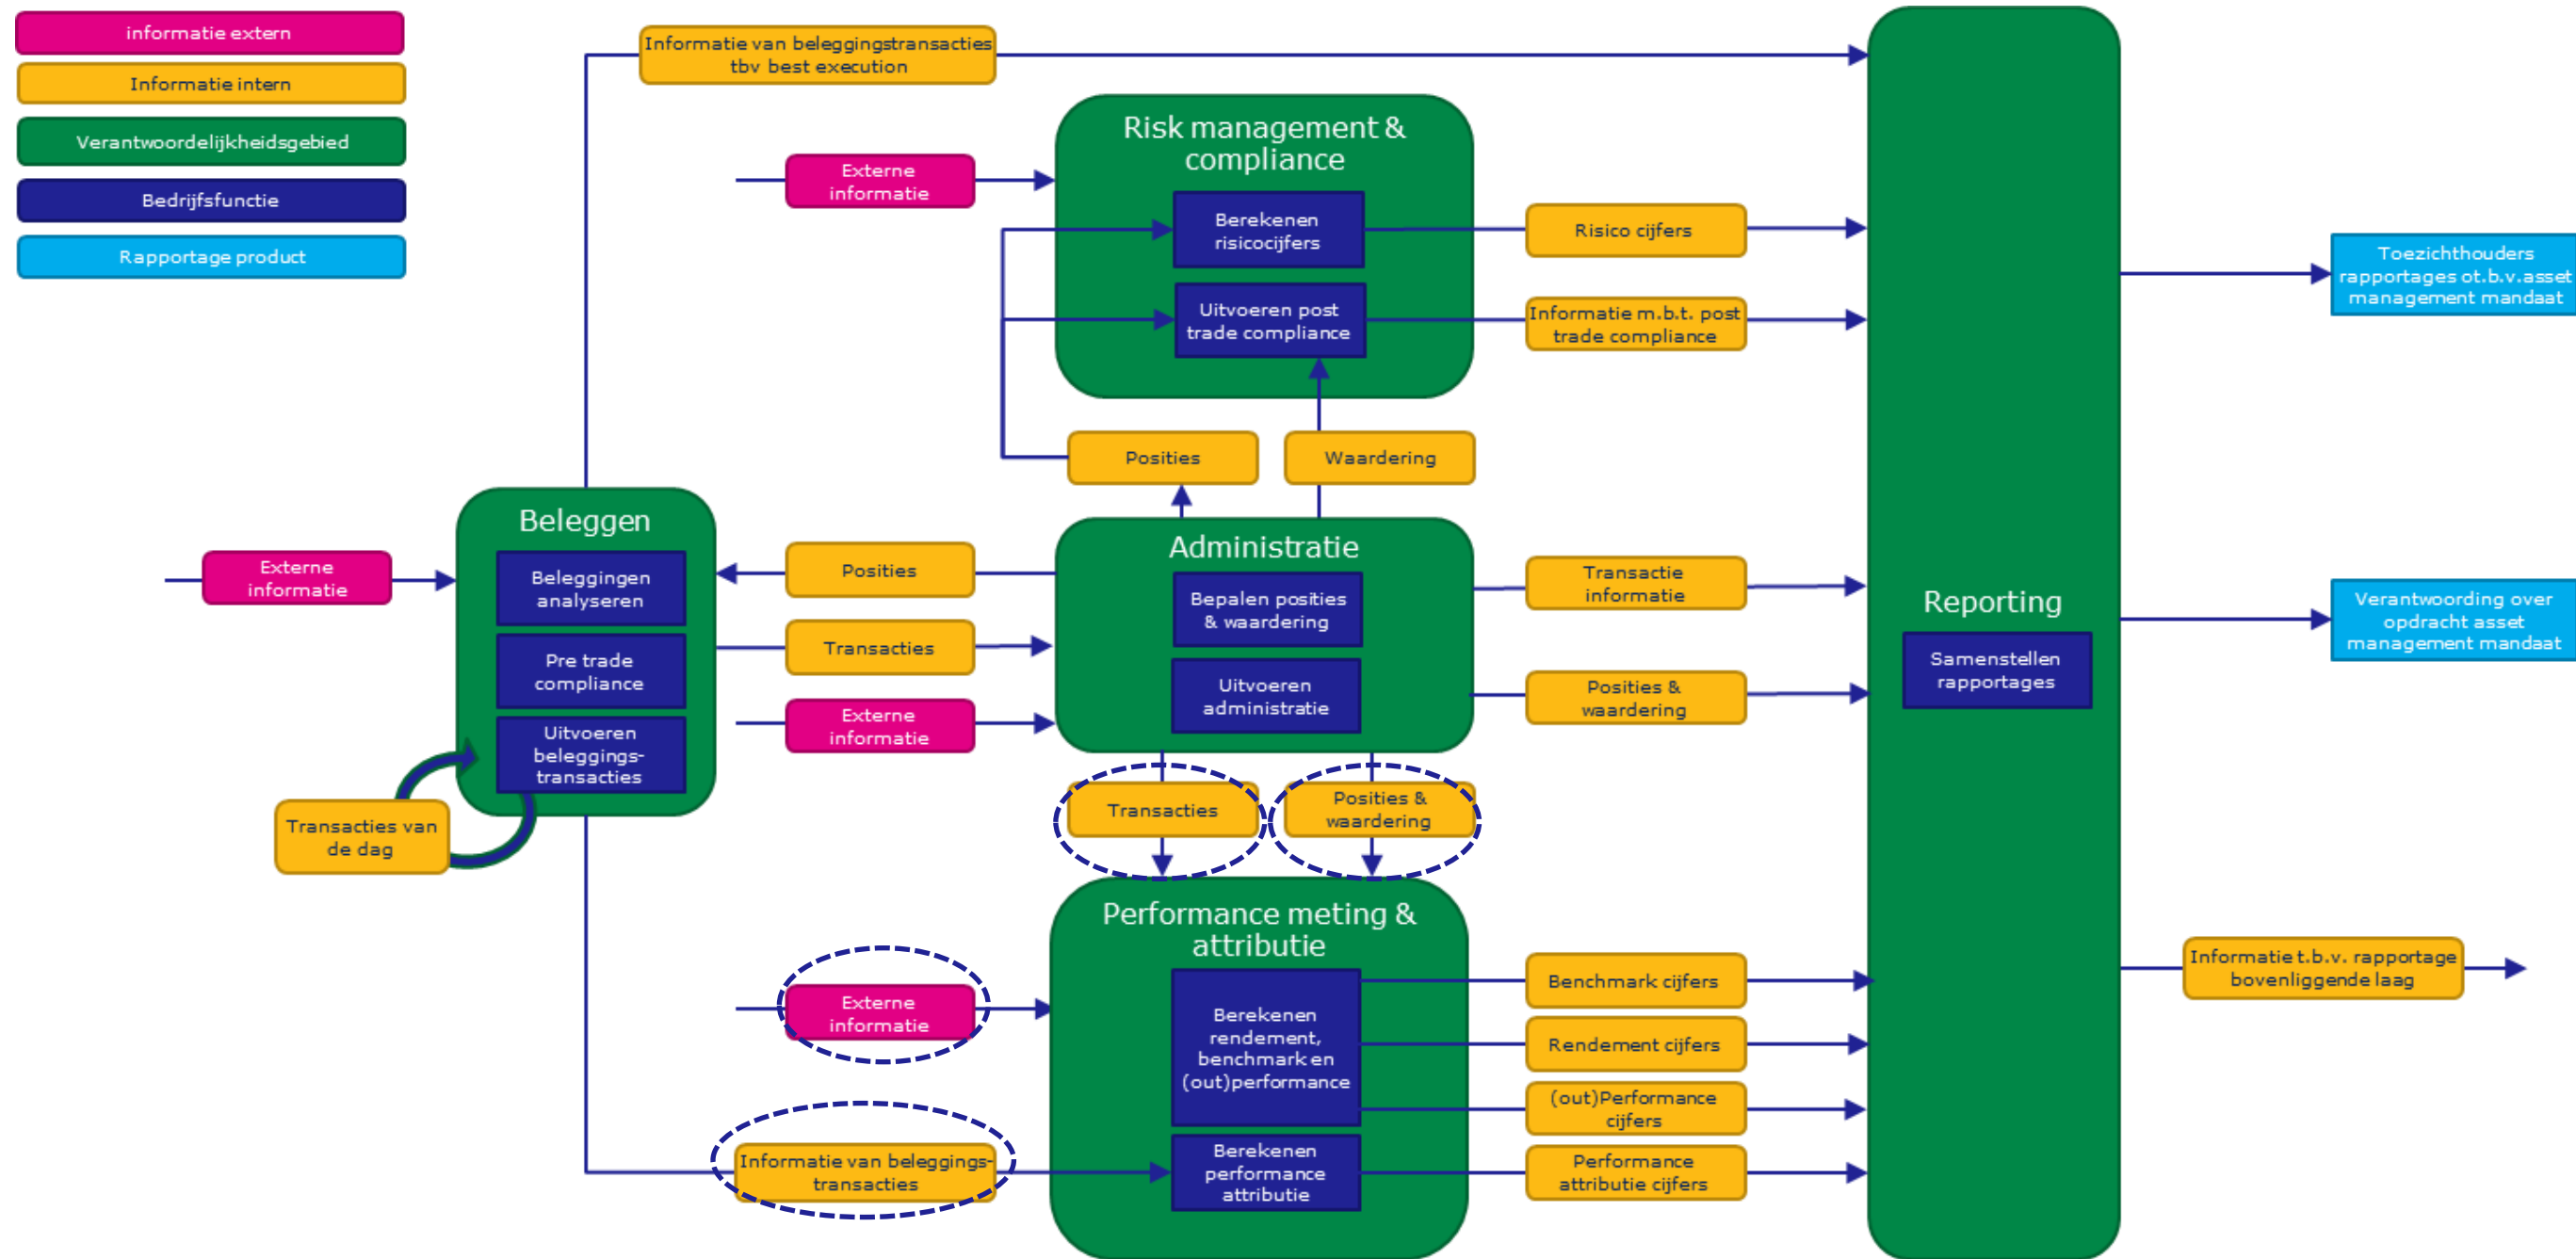 informatie extern
Informatie intern
Verantwoordelijkheidsgebied
Bedrijfsfunctie
Rapportage product
Informatie van beleggingstransacties
tbv best execution
Risk management &
compliance
Externe
informatie
Berekenen
risicocijfers
Risico cijfers
Uitvoeren post
trade compliance
Informatie m.b.t. post
trade compliance
Toezichthouders
rapportages ot.b.v.asset
management mandaat
Posities
Waardering
Beleggen
Externe
informatie
Beleggingen
analyseren
Pre trade
compliance
Uitvoeren
beleggings-
transacties
Transacties van
de dag
Posities
Transacties
Externe
informatie
Administratie
Bepalen posities
& waardering
Uitvoeren
administratie
Transactie
informatie
Posities &
waardering
Reporting
Samenstellen
rapportages
Verantwoording over
opdracht asset
management mandaat
Transacties
Posities &
waardering
Performance meting &
attributie
Externe
informatie
Berekenen
rendement,
benchmark en
(out)performance
Benchmark cijfers
Rendement cijfers
(out)Performance
cijfers
Informatie van beleggings-
transacties
Berekenen
performance
attributie
Performance
attributie cijfers
Informatie t.b.v. rapportage
bovenliggende laag